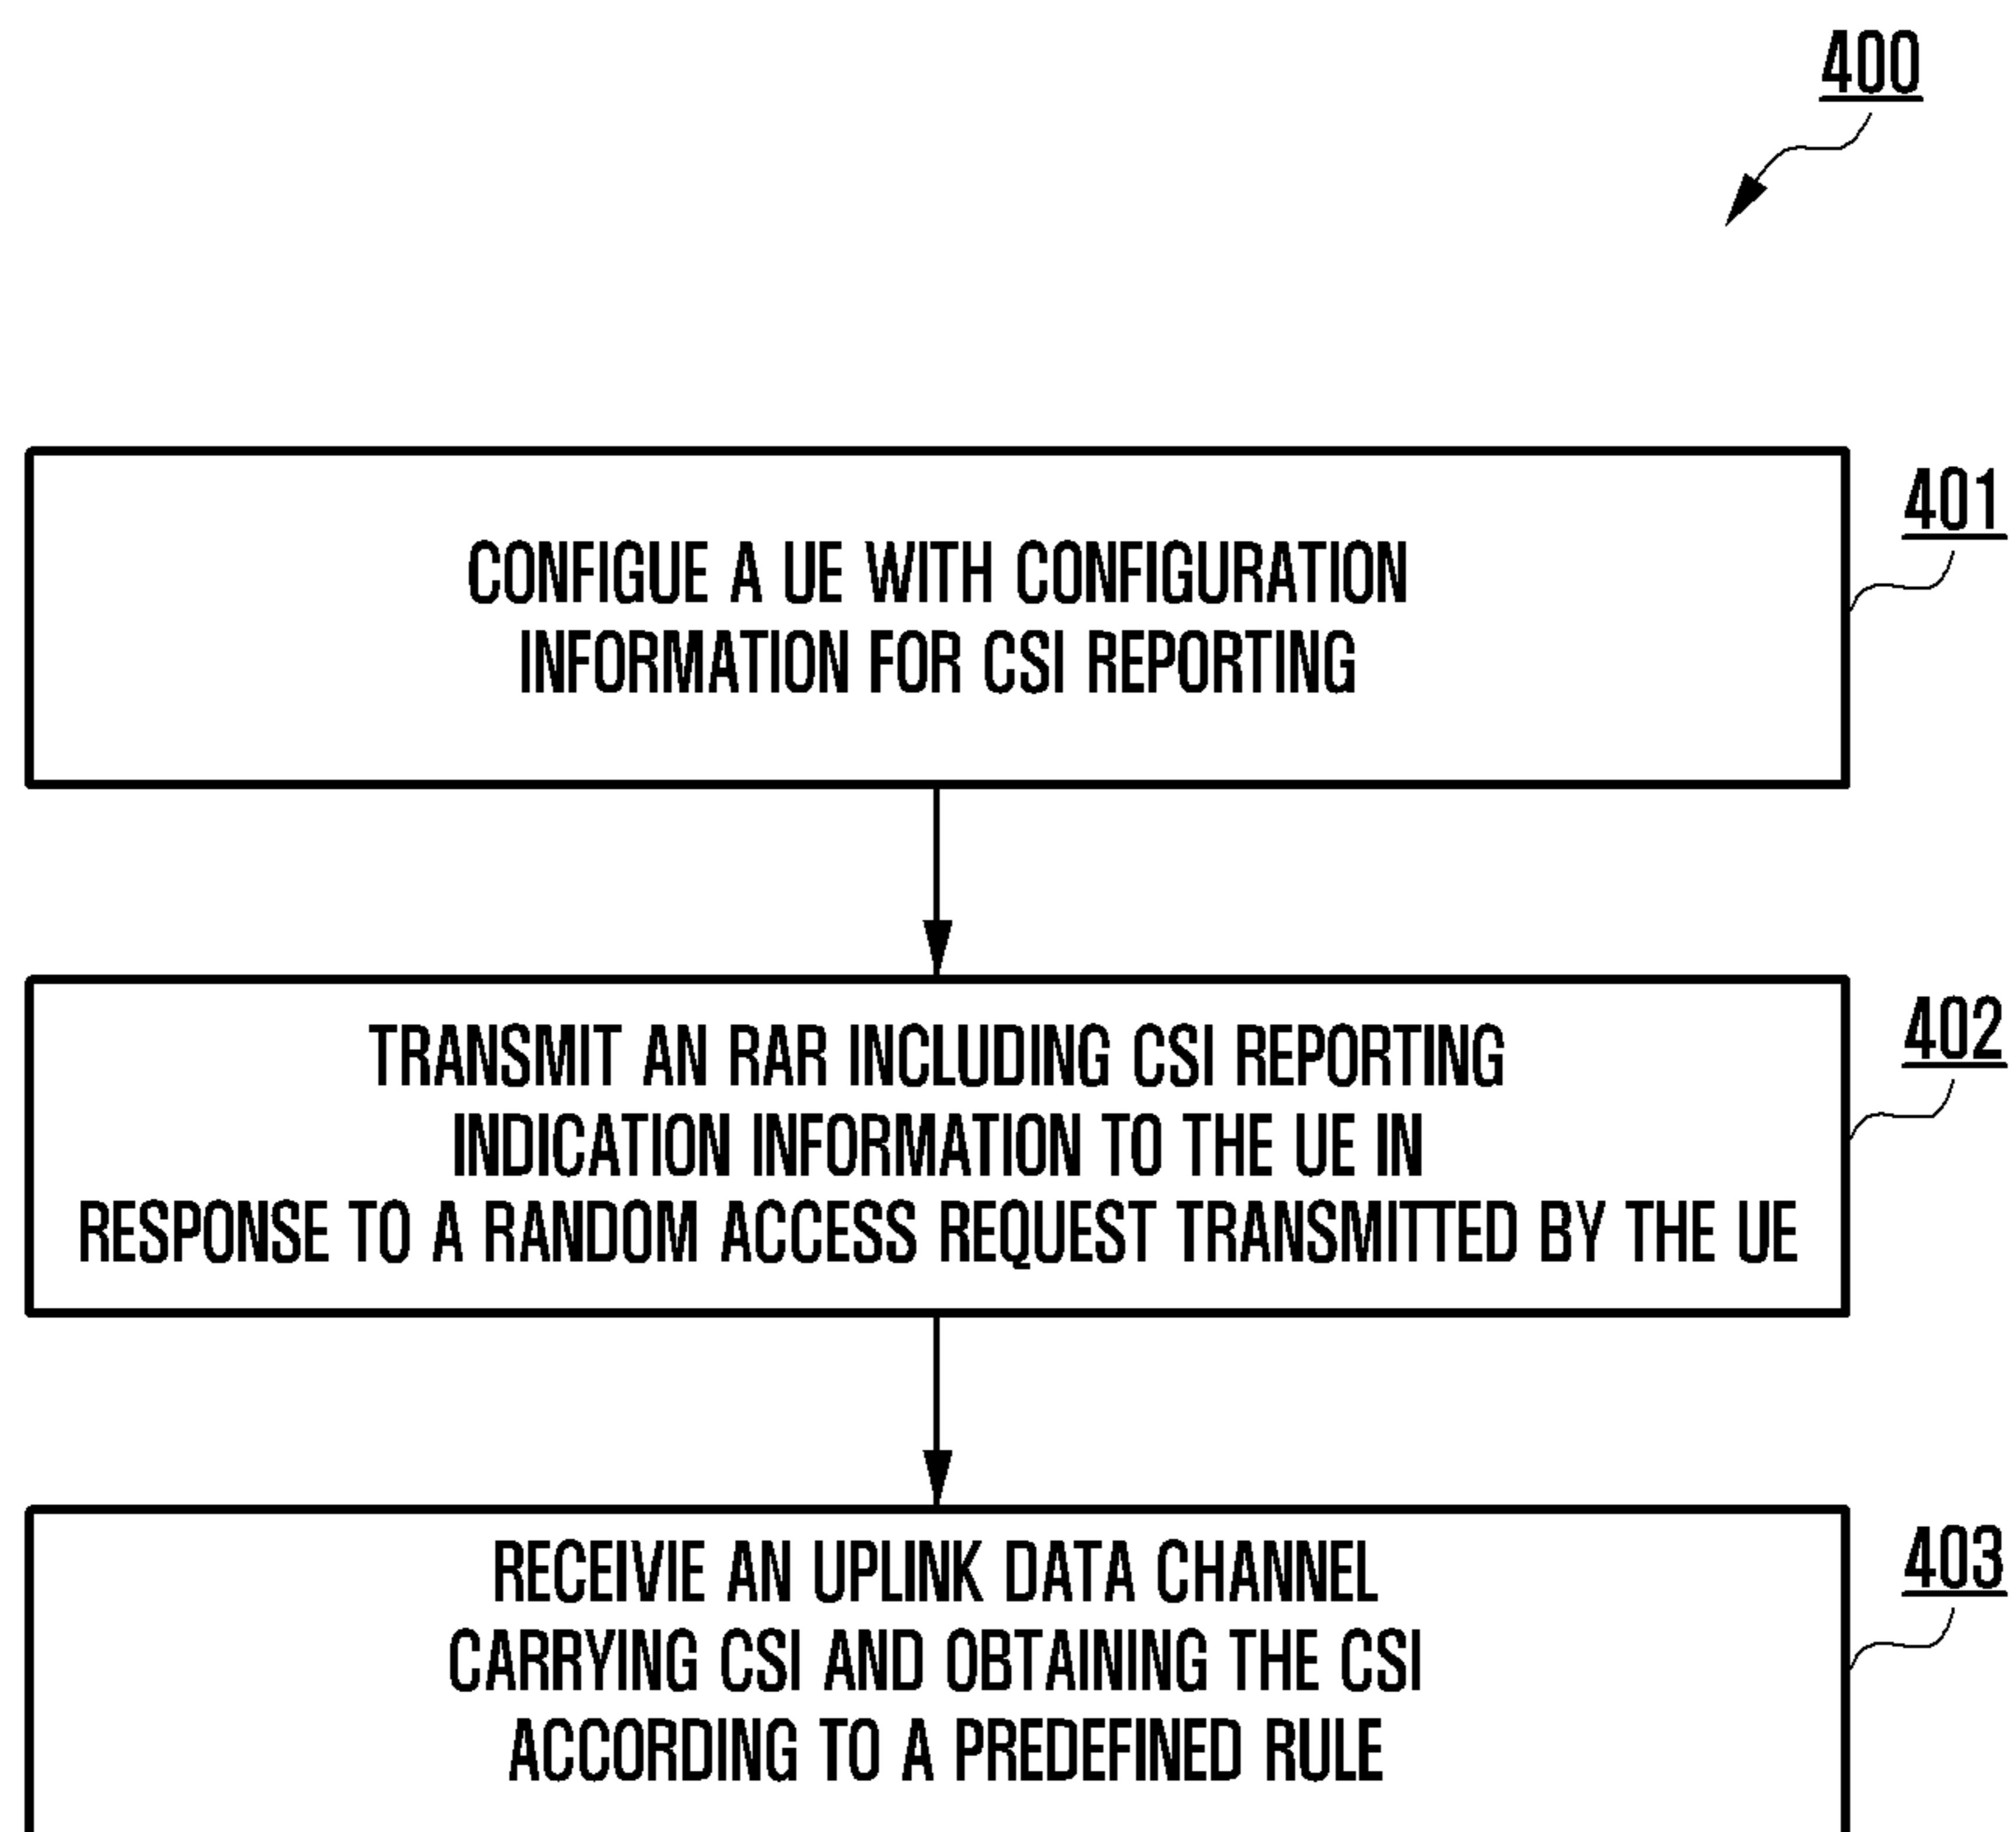 400
401
CONFIGUE A UE WITH CONFIGURATION
INFORMATION FOR CSI REPORTING
402
TRANSMIT AN RAR INCLUDING CSI REPORTING
INDICATION INFORMATION TO THE UE IN
RESPONSE TO A RANDOM ACCESS REQUEST TRANSMITTED BY THE UE
403
RECEIVIE AN UPLINK DATA CHANNEL
CARRYING CSI AND OBTAINING THE CSI
ACCORDING TO A PREDEFINED RULE